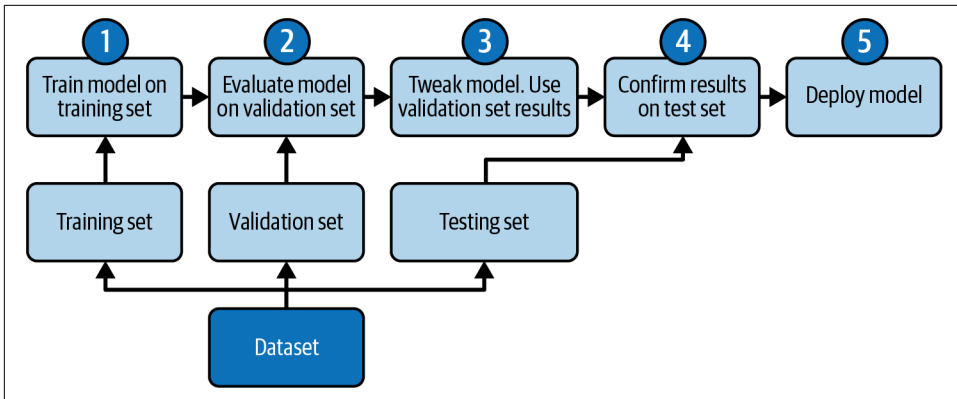 1
Train model on
training set
2
Evaluate model
on validation set
3
Tweak model. Use
validation set results
4
Confirm results
on test set
5
Deploy model
Training set
Validation set
Testing set
Dataset